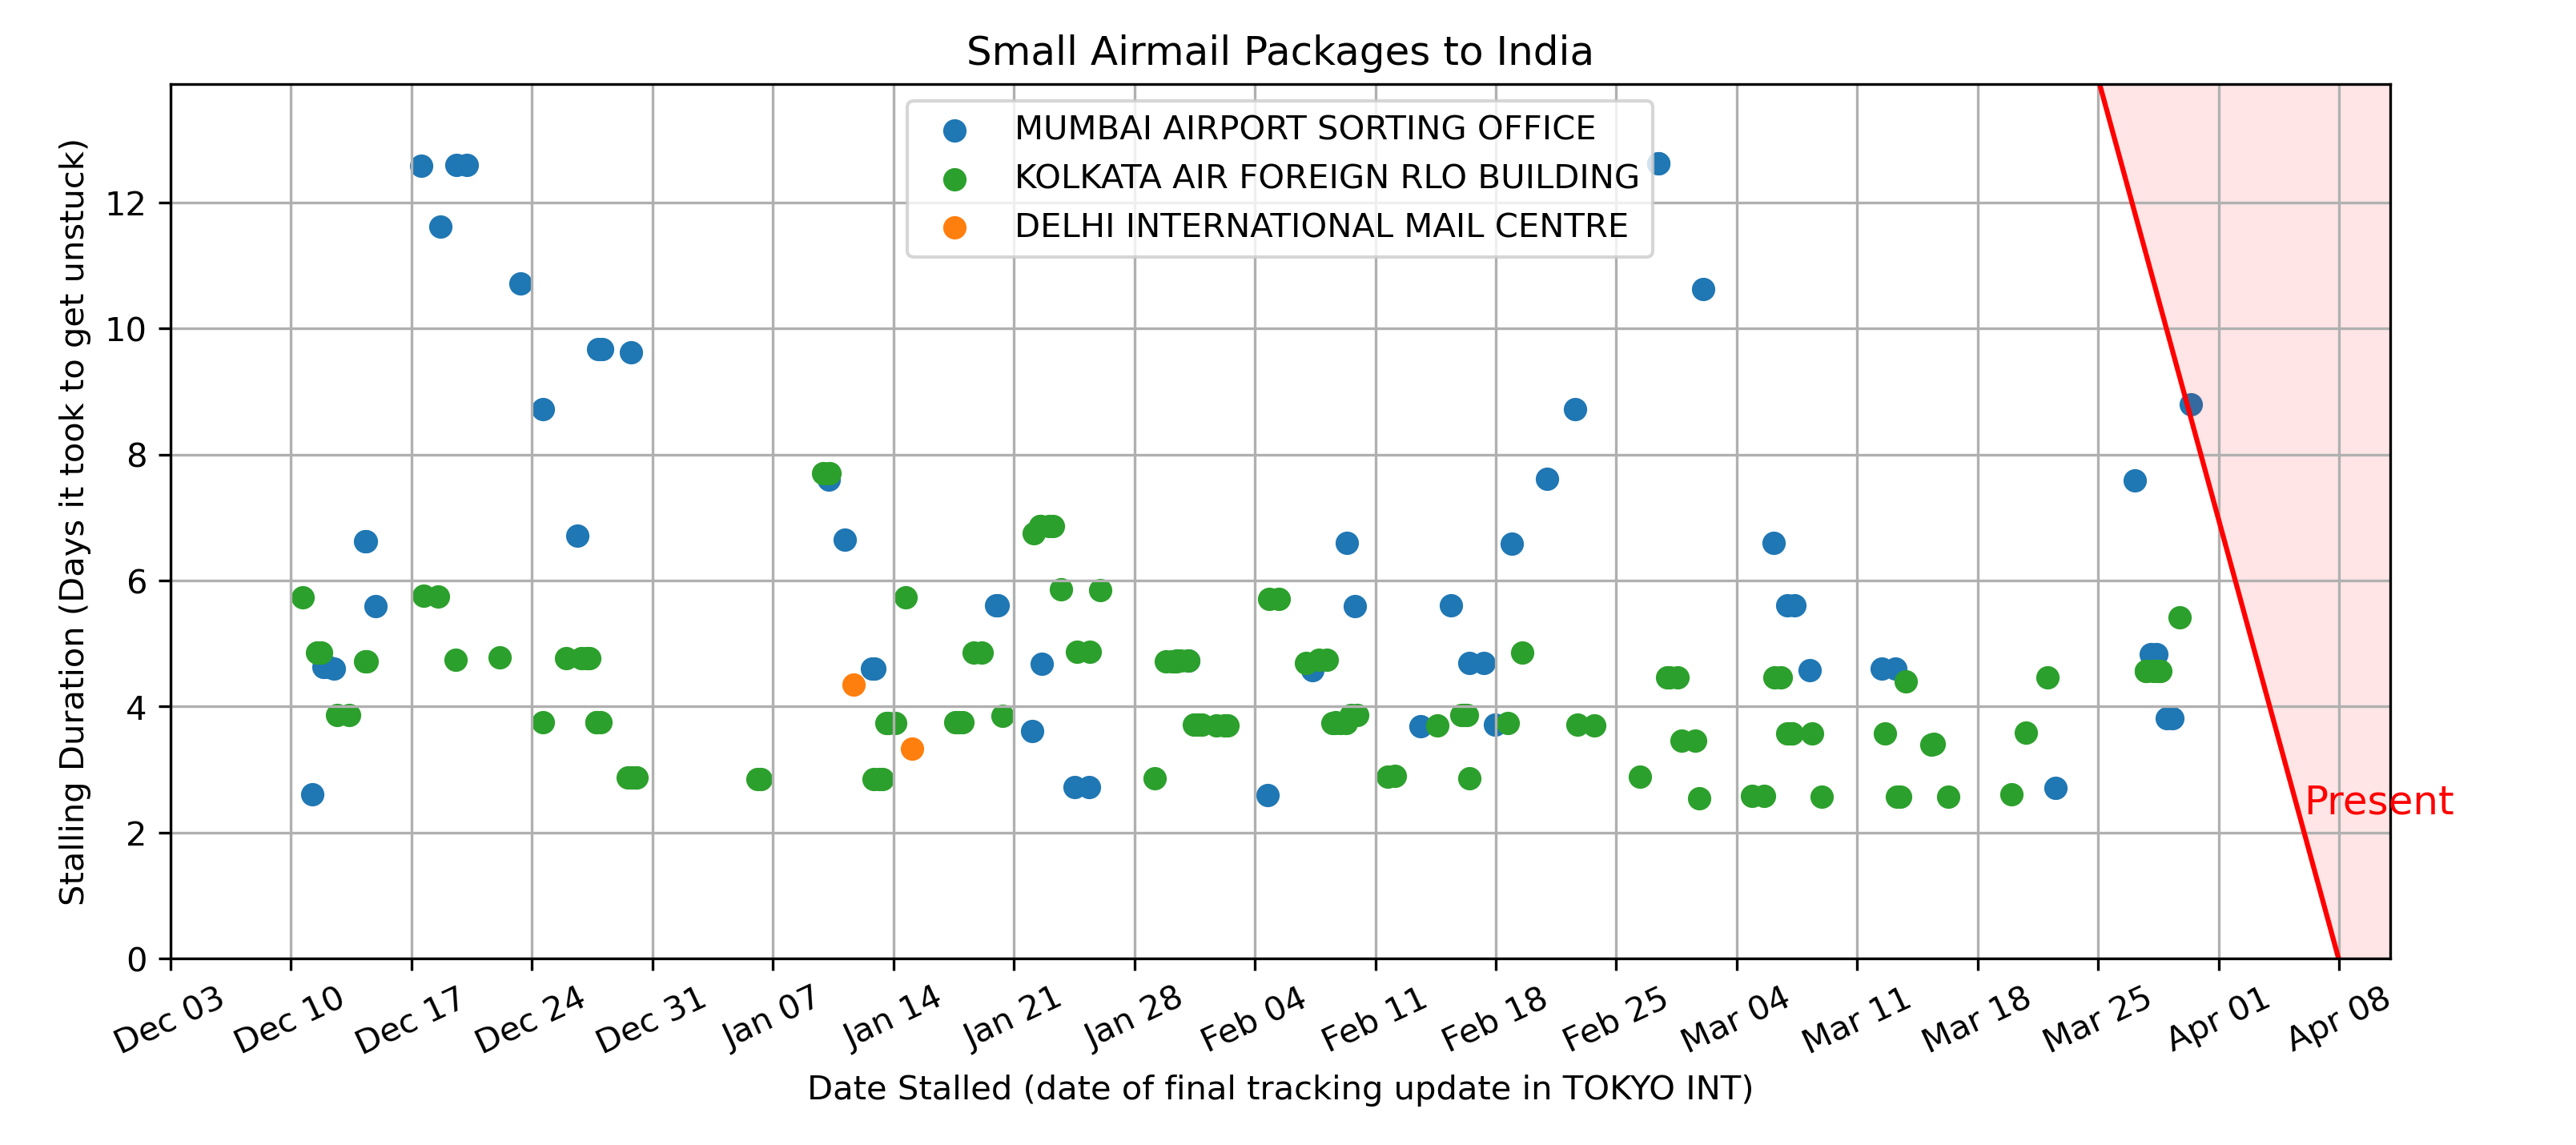 Small Airmail Packages to India
MUMBAI AIRPORT SORTING OFFICE
KOLKATA AIR FOREIGN RLO BUILDING
DELHI INTERNATIONAL MAIL CENTRE
Stalling Duration (Days it took to get unstuck)
12
10
8
6
4
2
0
Present
Dec 03
Dec 10
Dec 17
Dec 24
Dec 31
Jan 07
Jan 14
Jan 21
Jan 28
Feb 04
Feb 11
Feb 18
Feb 25
Mar 04
Mar 11
Mar 18
Mar 25
Apr 01
Apr 08
Date Stalled (date of final tracking update in TOKYO INT)